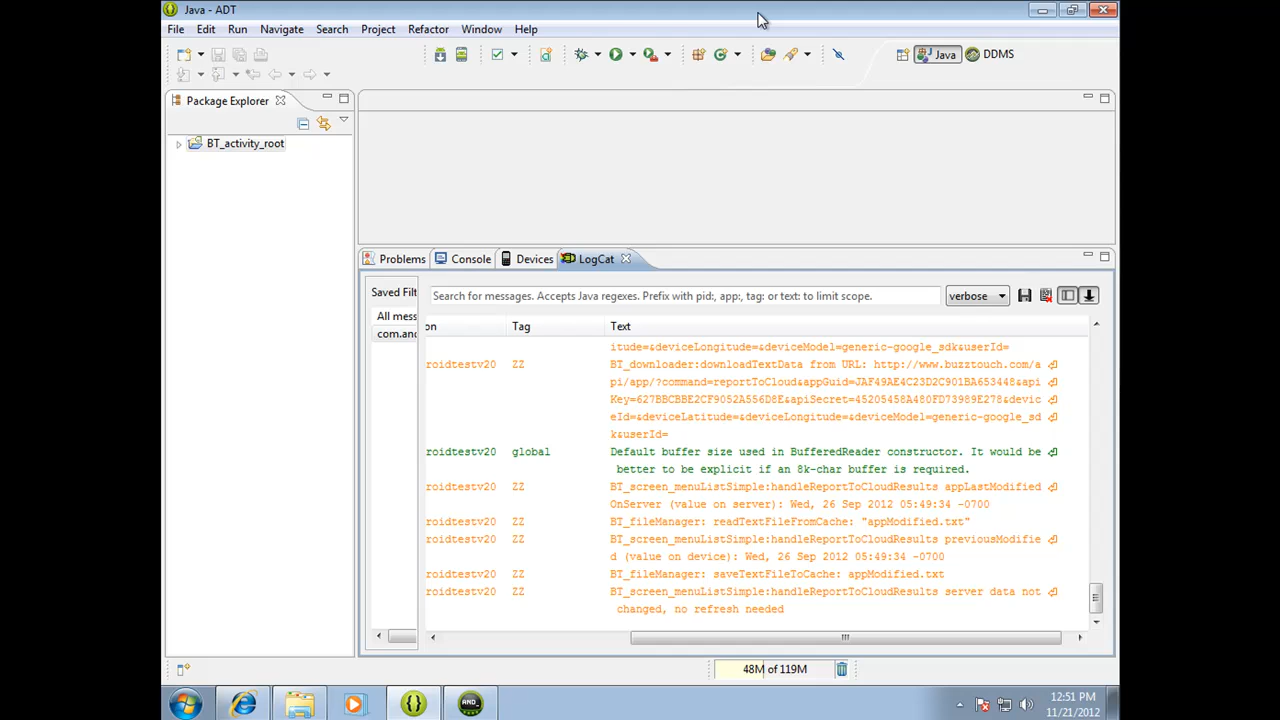 Java - ADT
File Edit Run Navigate Search Project Refactor Window Help
Java DDMS
Package Explorer
BT_activity_root
Problems Console Devices LogCat
Saved Filt
Search for messages. Accepts Java regexes. Prefix with pid:, app:, tag: or text: to limit scope.
verbose
All mess
com.and
on Tag Text
itude=&deviceLongitude=&deviceModel=generic-google_sdk&userId=
roidtestv20 ZZ BT_downloader:downloadTextData from URL: http://www.buzztouch.com/a
pi/app/?command=reportToCloud&appGuid=JAF49AE4C23D2C901BA653448&api
Key=627BBCBBE2CF9052A556D8E&apiSecret=45205458A480FD73989E278&devic
eId=&deviceLatitude=&deviceLongitude=&deviceModel=generic-google_sd
k&userId=
roidtestv20 global Default buffer size used in BufferedReader constructor. It would be
better to be explicit if an 8k-char buffer is required.
roidtestv20 ZZ BT_screen_menuListSimple:handleReportToCloudResults appLastModified
OnServer (value on server): Wed, 26 Sep 2012 05:49:34 -0700
roidtestv20 ZZ BT_fileManager: readTextFileFromCache: "appModified.txt"
roidtestv20 ZZ BT_screen_menuListSimple:handleReportToCloudResults previousModifie
d (value on device): Wed, 26 Sep 2012 05:49:34 -0700
roidtestv20 ZZ BT_fileManager: saveTextFileToCache: appModified.txt
roidtestv20 ZZ BT_screen_menuListSimple:handleReportToCloudResults server data not
changed, no refresh needed
48M of 119M
AND_
12:51 PM
11/21/2012